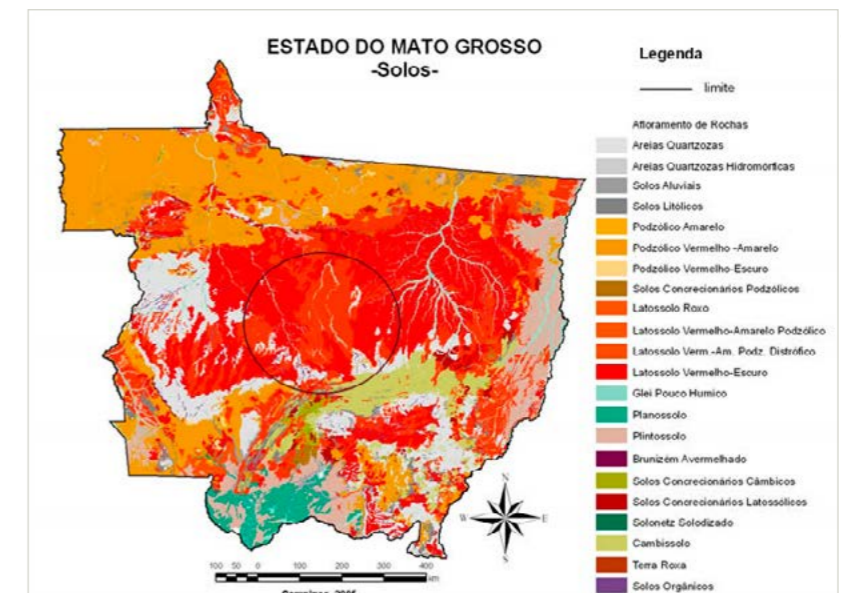 ESTADO DO MATO GROSSO
-Solos-
Legenda
limite
Afloramento de Rochas
Areias Quartzozas
Areias Quartzozas Hidromorficas
Solos Aluviais
Solos Litólicos
Podzólico Amarelo
Podzólico Vermelho -Amarelo
Podzólico Vermelho-Escuro
Solos Concrecionários Podzólicos
Latossolo Roxo
Latossolo Vermelho-Amarelo Podzólico
Latossolo Verm.-Am. Podz. Distrófico
Latossolo Vermelho-Escuro
Glei Pouco Humico
Planossolo
Plintossolo
Brunizém Avermelhado
Solos Concrecionários Câmbicos
Solos Concrecionários Latossólicos
Solonetz Solodizado
Cambissolo
Terra Roxa
Solos Orgânicos
N
W E
S
100 50 0 100 200 300 400
km